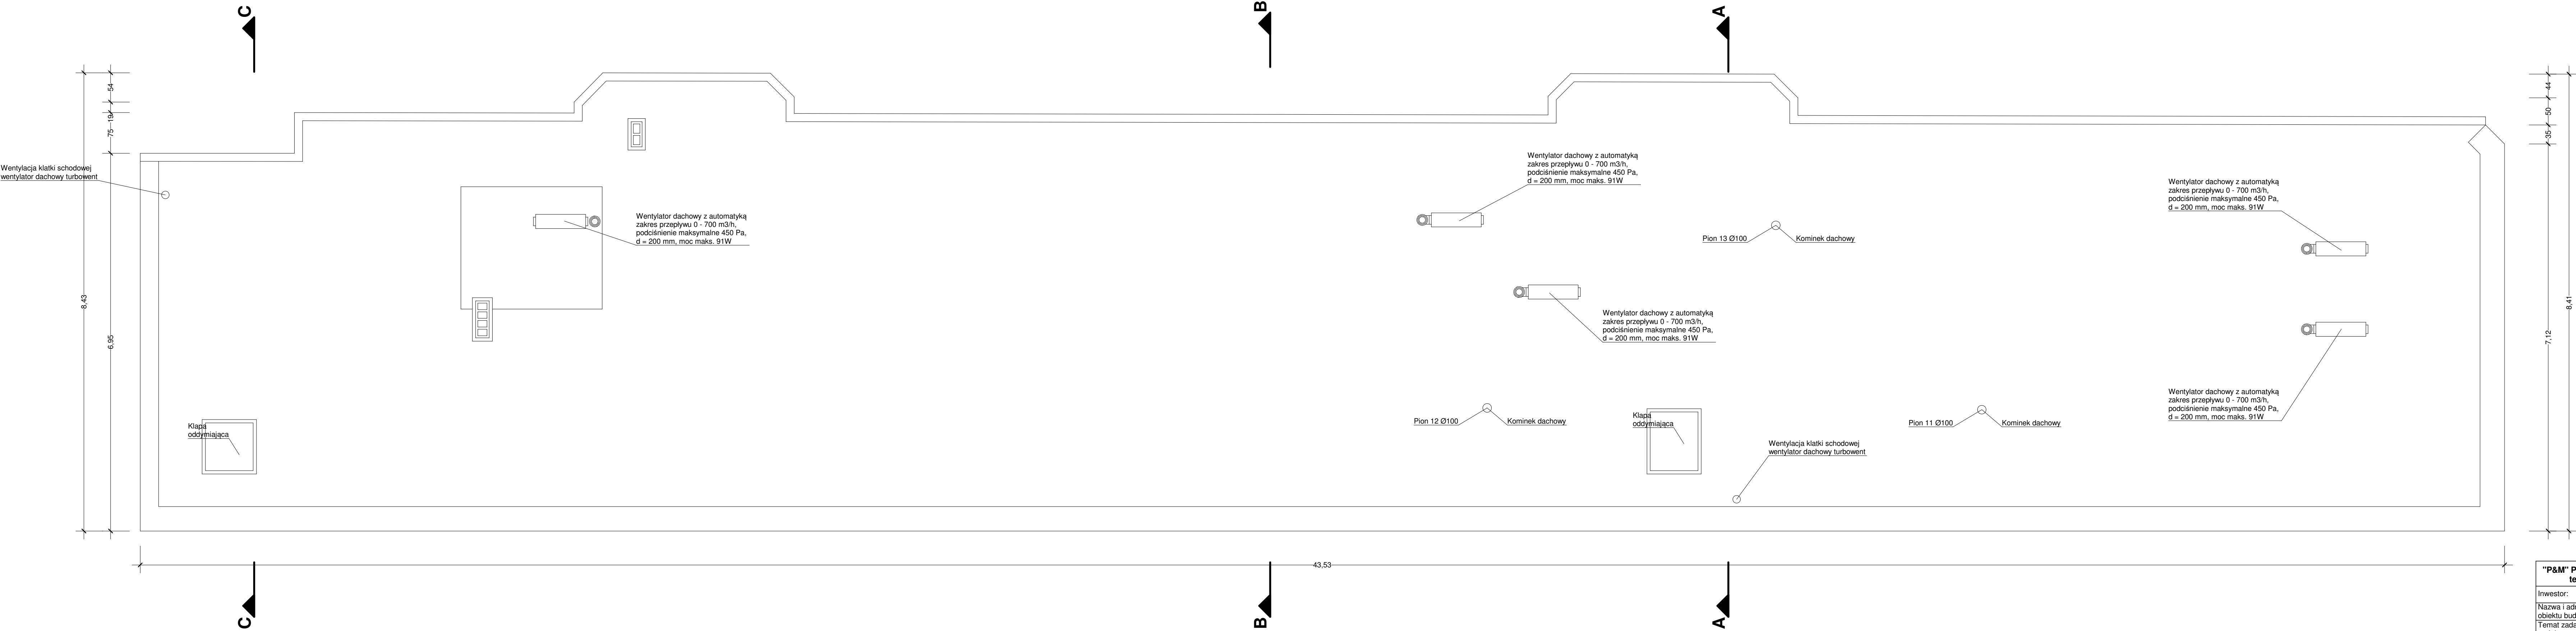 C
B
A
54
19
75
8,43
6,95
Wentylacja klatki schodowej
wentylator dachowy turbowent
Wentylator dachowy z automatyką
zakres przepływu 0 - 700 m3/h,
podciśnienie maksymalne 450 Pa,
d = 200 mm, moc maks. 91W
Wentylator dachowy z automatyką
zakres przepływu 0 - 700 m3/h,
podciśnienie maksymalne 450 Pa,
d = 200 mm, moc maks. 91W
Pion 13 Ø100
Kominek dachowy
Wentylator dachowy z automatyką
zakres przepływu 0 - 700 m3/h,
podciśnienie maksymalne 450 Pa,
d = 200 mm, moc maks. 91W
Wentylator dachowy z automatyką
zakres przepływu 0 - 700 m3/h,
podciśnienie maksymalne 450 Pa,
d = 200 mm, moc maks. 91W
Wentylator dachowy z automatyką
zakres przepływu 0 - 700 m3/h,
podciśnienie maksymalne 450 Pa,
d = 200 mm, moc maks. 91W
Klapa
oddymiająca
Pion 12 Ø100
Kominek dachowy
Klapa
oddymiająca
Wentylacja klatki schodowej
wentylator dachowy turbowent
Pion 11 Ø100
Kominek dachowy
44
50
35
7,12
8,41
43,53
C
B
A
"P&M" P
te
Inwestor:
Nazwa i adr
obiektu bud
Temat zada